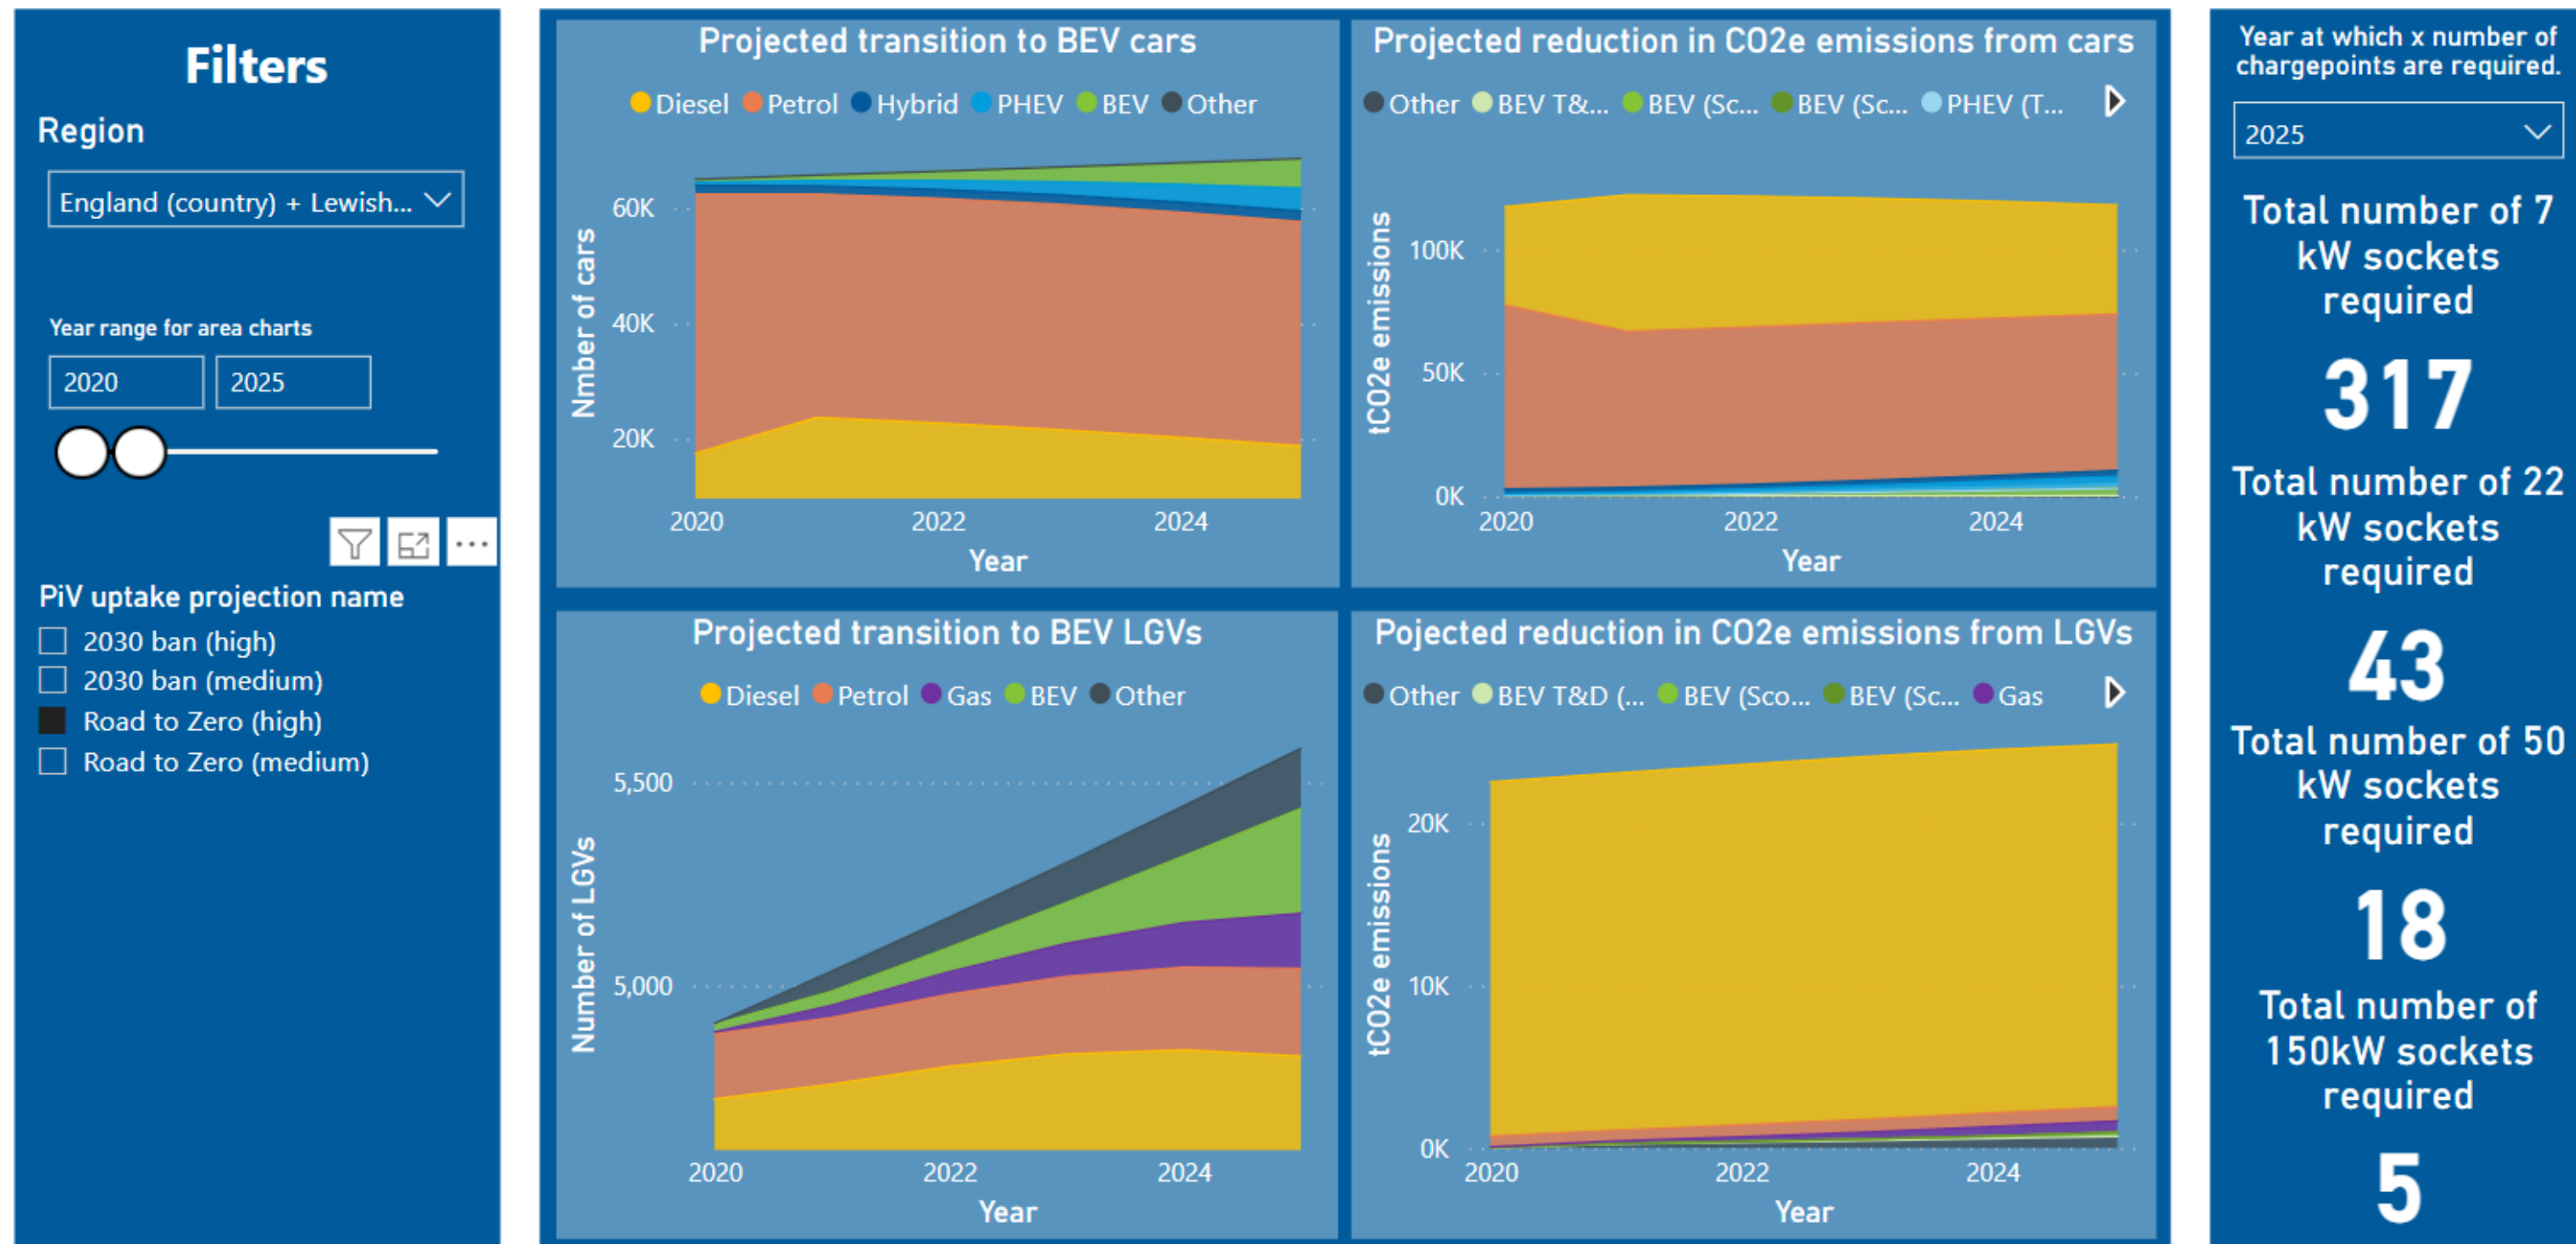 Filters
Region
England (country) + Lewish...
Year range for area charts
2020
2025
PiV uptake projection name
2030 ban (high)
2030 ban (medium)
Road to Zero (high)
Road to Zero (medium)
Projected transition to BEV cars
Diesel Petrol Hybrid PHEV BEV Other
Nmber of cars
60K
40K
20K
2020 2022 2024
Year
Projected reduction in CO2e emissions from cars
Other BEV T&... BEV (Sc... BEV (Sc... PHEV (T...
tCO2e emissions
100K
50K
0K
2020 2022 2024
Year
Projected transition to BEV LGVs
Diesel Petrol Gas BEV Other
Number of LGVs
5,500
5,000
2020 2022 2024
Year
Pojected reduction in CO2e emissions from LGVs
Other BEV T&D (... BEV (Sco... BEV (Sc... Gas
tCO2e emissions
20K
10K
0K
2020 2022 2024
Year
Year at which x number of
chargepoints are required.
2025
Total number of 7
kW sockets
required
317
Total number of 22
kW sockets
required
43
Total number of 50
kW sockets
required
18
Total number of
150kW sockets
required
5